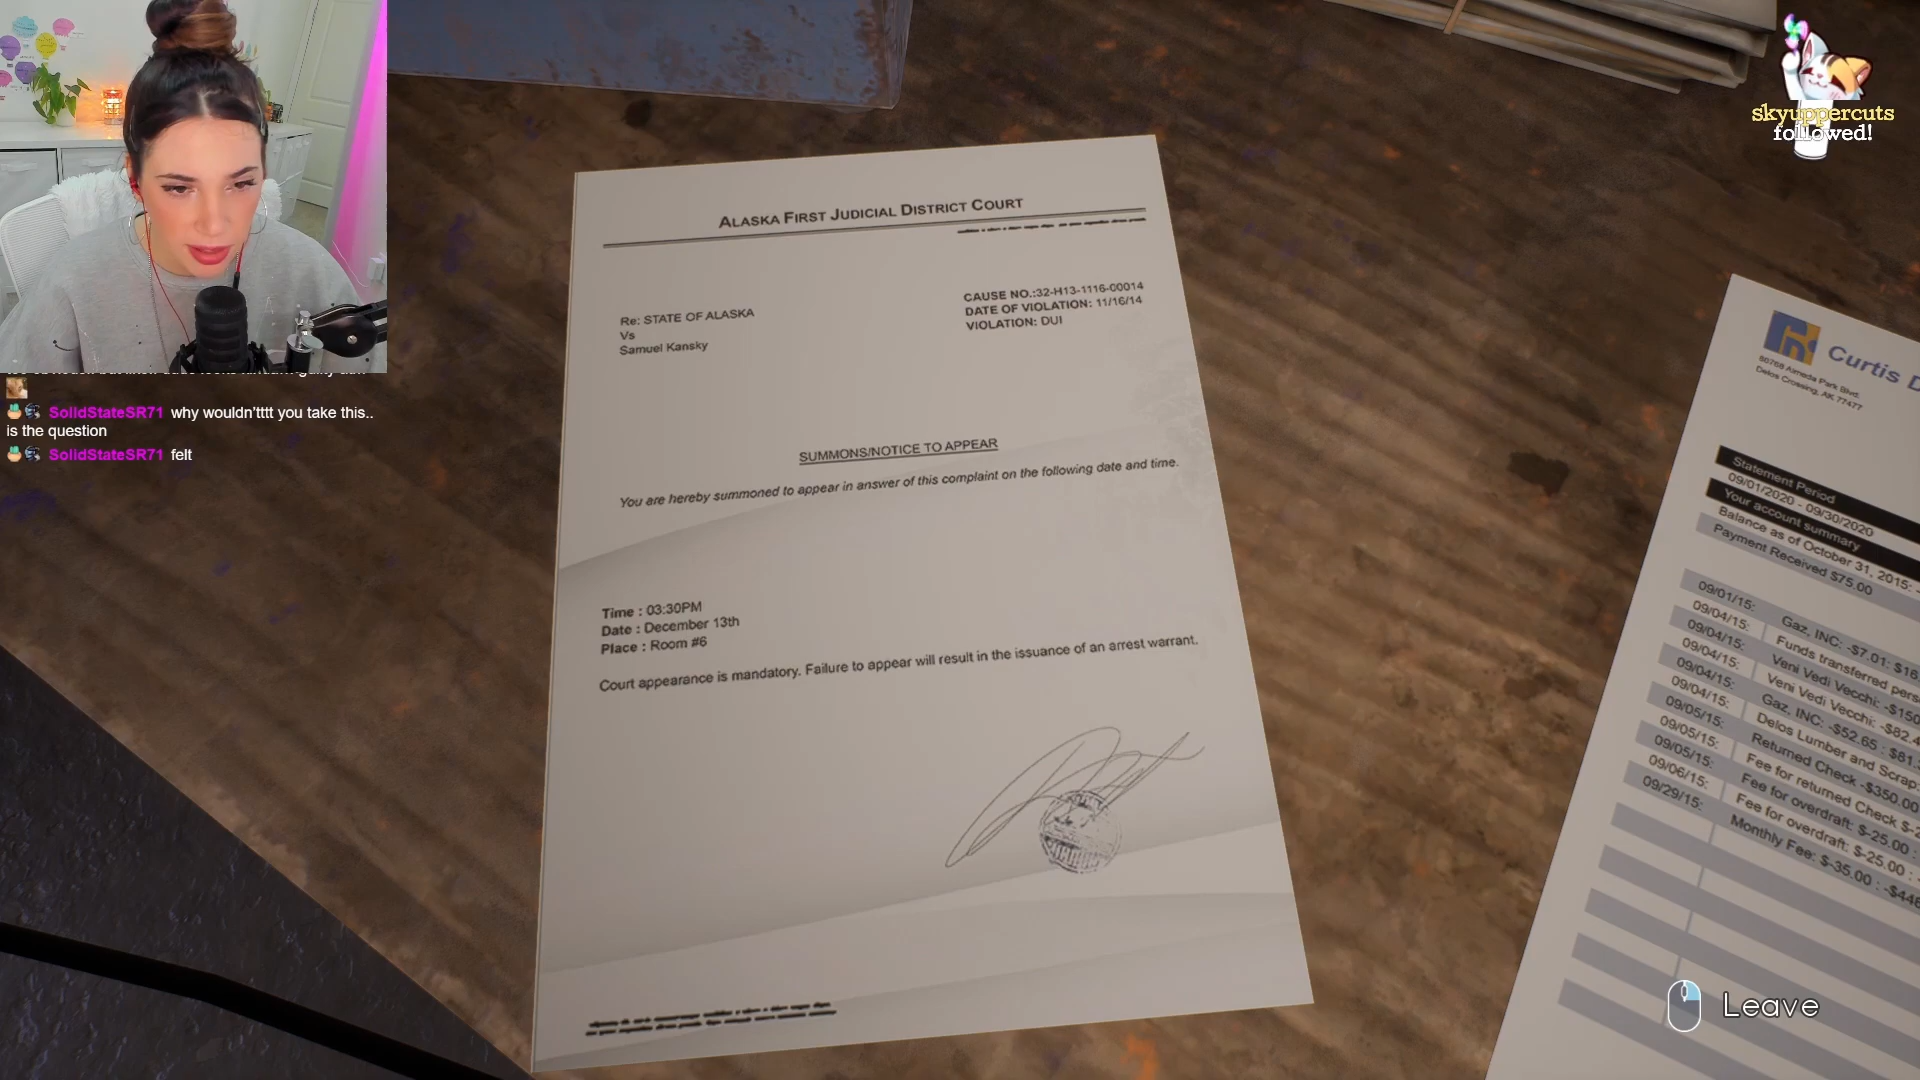 skyuppercuts
followed!
SolidStateSR71 why wouldn'tttt you take this..
is the question
SolidStateSR71 felt
ALASKA FIRST JUDICIAL DISTRICT COURT
Re: STATE OF ALASKA
Vs
Samuel Kansky
CAUSE NO.:32-H13-1116-00014
DATE OF VIOLATION: 11/16/14
VIOLATION: DUI
SUMMONS/NOTICE TO APPEAR
You are hereby summoned to appear in answer of this complaint on the following date and time.
Time : 03:30PM
Date : December 13th
Place : Room #6
Court appearance is mandatory. Failure to appear will result in the issuance of an arrest warrant.
Curtis
80768 Almeda Park Blvd.
Delos Crossing, AK 77477
Statement Period
09/01/2020 - 09/30/2020
Your account summary
Balance as of October 31, 2015:
Payment Received $75.00
09/01/15: Gaz, INC: -$7.01:
09/04/15: Funds transferred
09/04/15: Veni Vedi Vecchi: -$150
09/04/15: Veni Vedi Vecchi: -$82.4
09/04/15: Gaz, INC: -$52.65 : $81.
09/04/15: Delos Lumber and Scrap
09/05/15: Returned Check -$350.00
09/05/15: Fee for returned Check
09/05/15: Fee for overdraft: $-25.00 :
09/06/15: Fee for overdraft: $-25.00 :
09/29/15: Monthly Fee: $-35.00 :
Leave